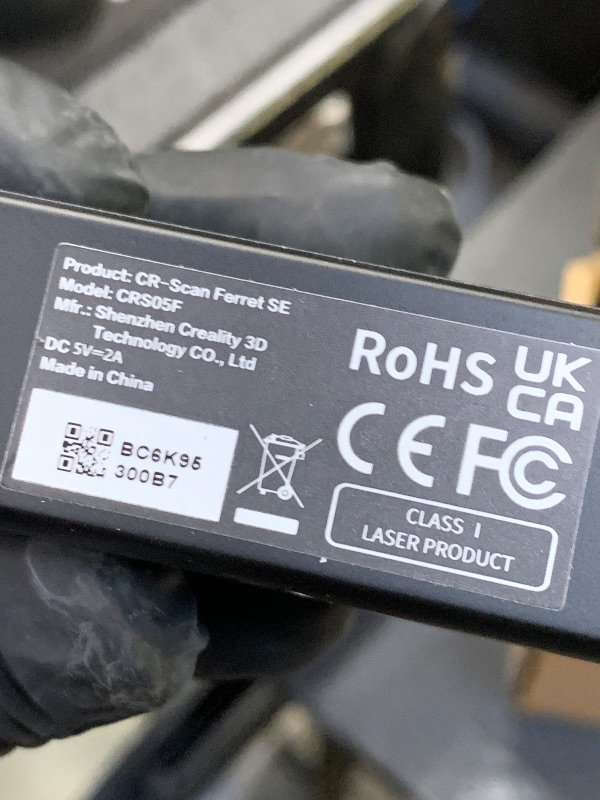 Product: CR-Scan Ferret SE
Model: CRS05F
Mfr.: Shenzhen Creality 3D
Technology CO., Ltd
DC 5V=2A
Made in China
BC6K95
300B7
RoHS
UK
CA
CE FC
CLASS I
LASER PRODUCT